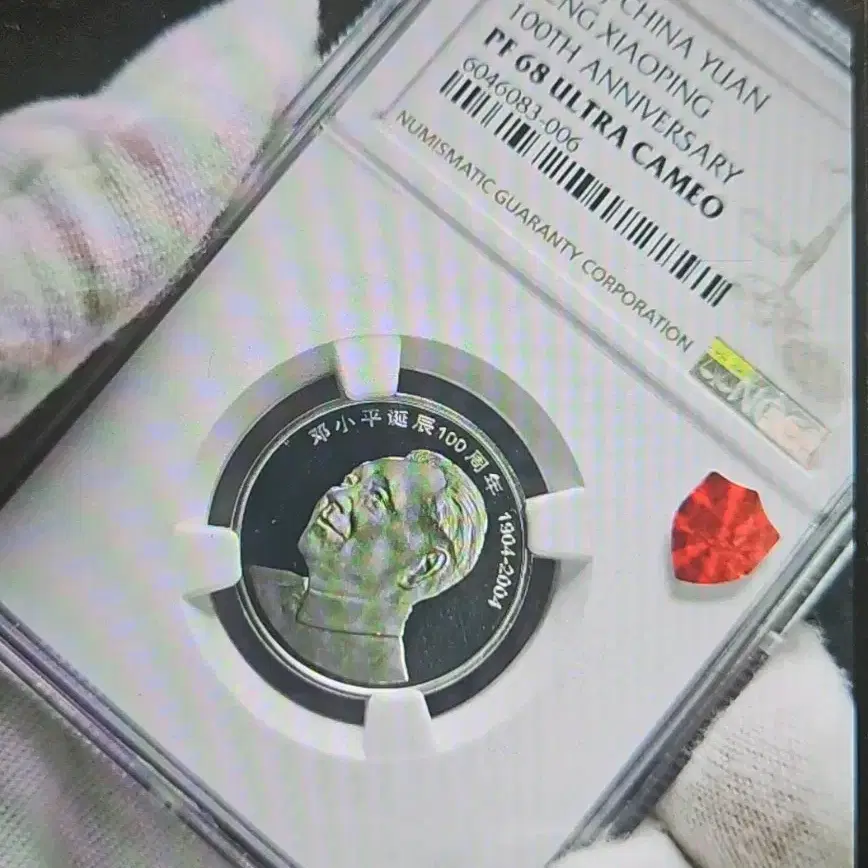 CHINA YUAN
XIAOPING
100TH ANNIVERSARY
PF 68 ULTRA CAMEO
6046083-006
NUMISMATIC GUARANTY CORPORATION
NGC
邓小平诞辰100周年 1904-2004